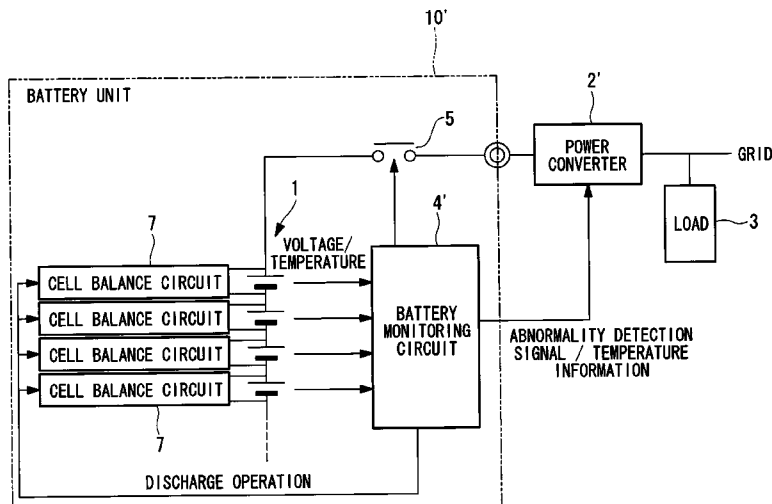 10'
BATTERY UNIT
2'
5
POWER
CONVERTER
GRID
1
4'
LOAD
3
7
VOLTAGE/
TEMPERATURE
CELL BALANCE CIRCUIT
CELL BALANCE CIRCUIT
CELL BALANCE CIRCUIT
CELL BALANCE CIRCUIT
BATTERY
MONITORING
CIRCUIT
ABNORMALITY DETECTION
SIGNAL / TEMPERATURE
INFORMATION
7
DISCHARGE OPERATION